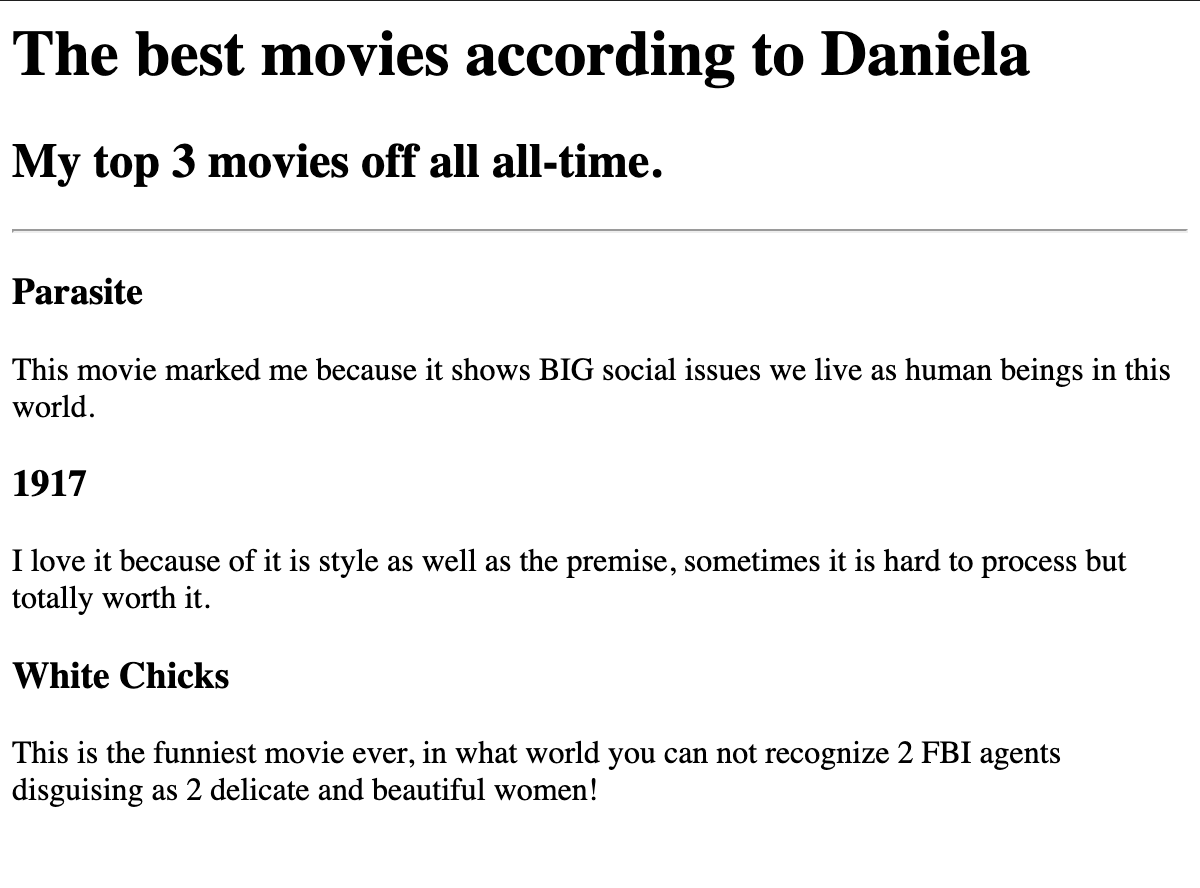 The best movies according to Daniela
My top 3 movies off all all-time.
Parasite
This movie marked me because it shows BIG social issues we live as human beings in this
world.
1917
I love it because of it is style as well as the premise, sometimes it is hard to process but
totally worth it.
White Chicks
This is the funniest movie ever, in what world you can not recognize 2 FBI agents
disguising as 2 delicate and beautiful women!